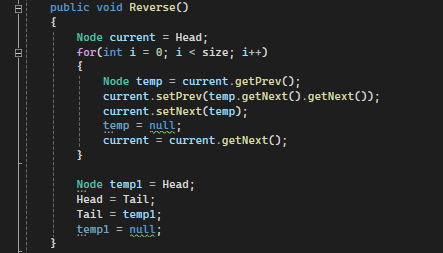 public void Reverse()
{
Node current = Head;
for(int i = 0; i < size; i++)
{
Node temp = current.getPrev();
current.setPrev(temp.getNext().getNext());
current.setNext(temp);
temp = null;
current = current.getNext();
}
Node temp1 = Head;
Head = Tail;
Tail = temp1;
temp1 = null;
}